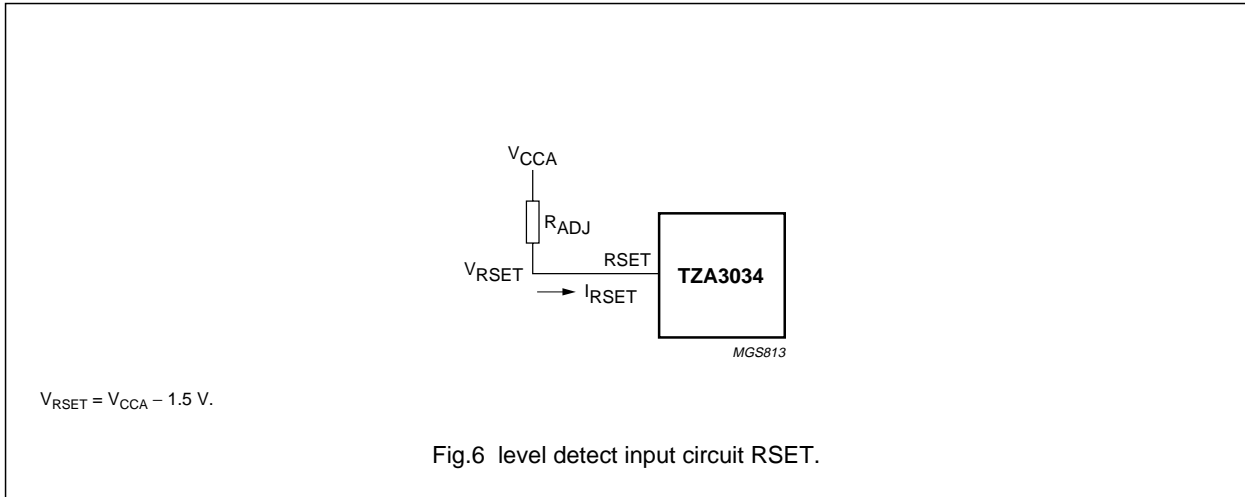 VCCA
RADJ
VRSET
RSET
IRSET
TZA3034
MGS813
VRSET = VCCA − 1.5 V.
Fig.6 level detect input circuit RSET.